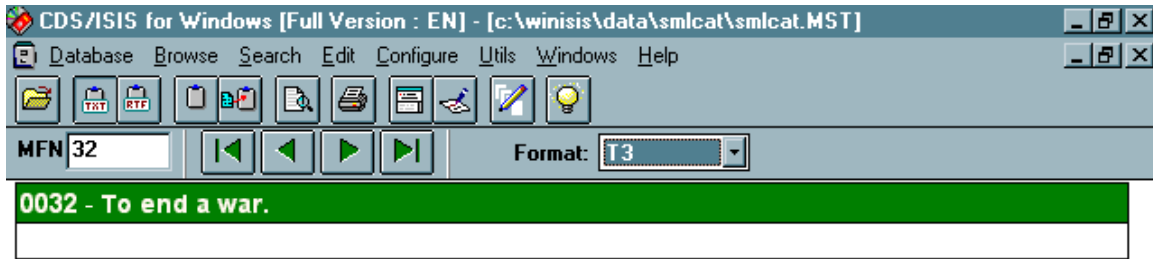 CDS/ISIS for Windows [Full Version : EN] - [c:\winisis\data\smlcat\smlcat.MST]
Database Browse Search Edit Configure Utils Windows Help
TXT RTF
MFN 32 Format: T3
0032 - To end a war.